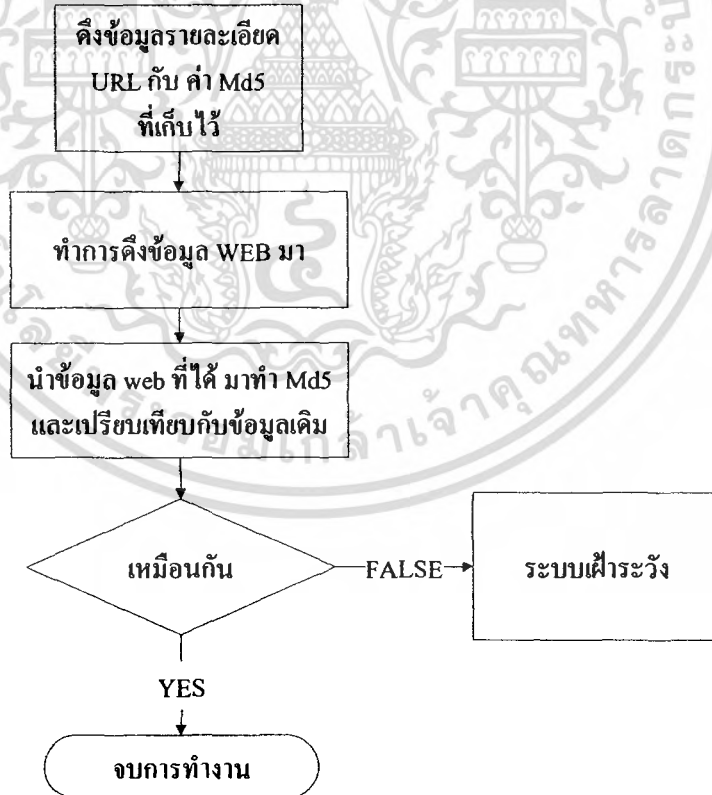 ดึงข้อมูลรายละเอียด
URL กับ ค่า Md5
ที่เก็บไว้
ทำการดึงข้อมูล WEB มา
นำข้อมูล web ที่ได้ มาทำ Md5
และเปรียบเทียบกับข้อมูลเดิม
เหมือนกัน
FALSE
ระบบเฝ้าระวัง
YES
จบการทำงาน